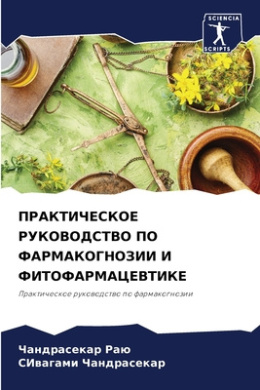 SCIENCIA
SCRIPTS
ПРАКТИЧЕСКОЕ
РУКОВОДСТВО ПО
ФАРМАКОГНОЗИИ И
ФИТОФАРМАЦЕВТИКЕ
Практическое руководство по фармакогнозии
Чандрасекар Раю
СИвагами Чандрасекар